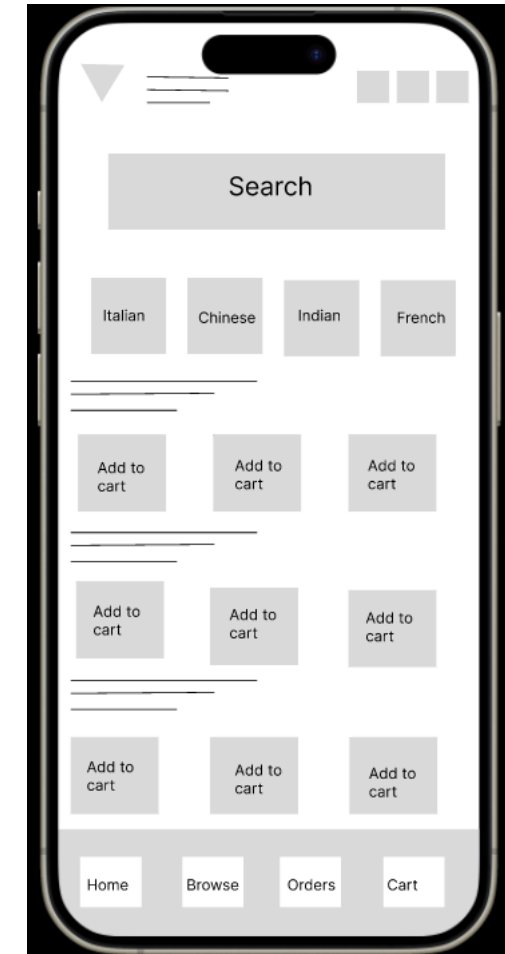 Search
Italian
Chinese
Indian
French
Add to
cart
Add to
cart
Add to
cart
Add to
cart
Add to
cart
Add to
cart
Add to
cart
Add to
cart
Add to
cart
Home
Browse
Orders
Cart